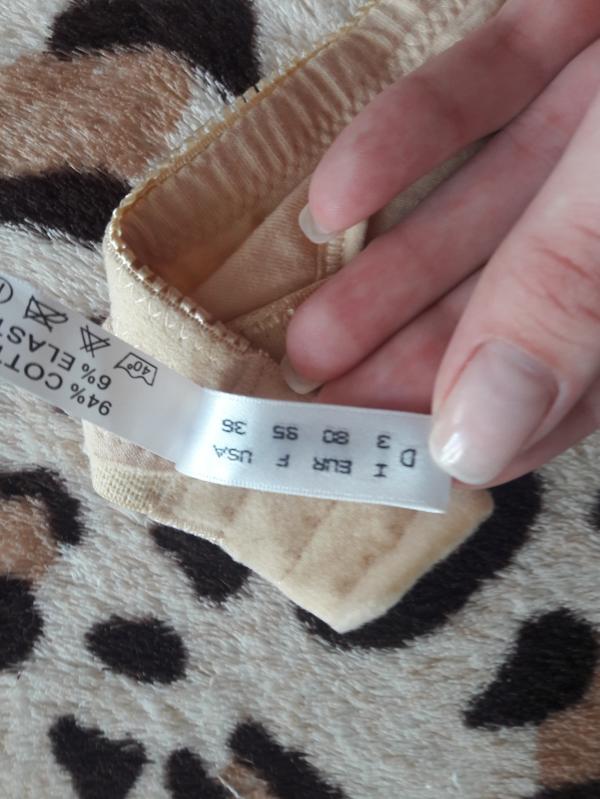 D I EUR F USA
3 80 95 36
94% COTT
6% ELAST
40°